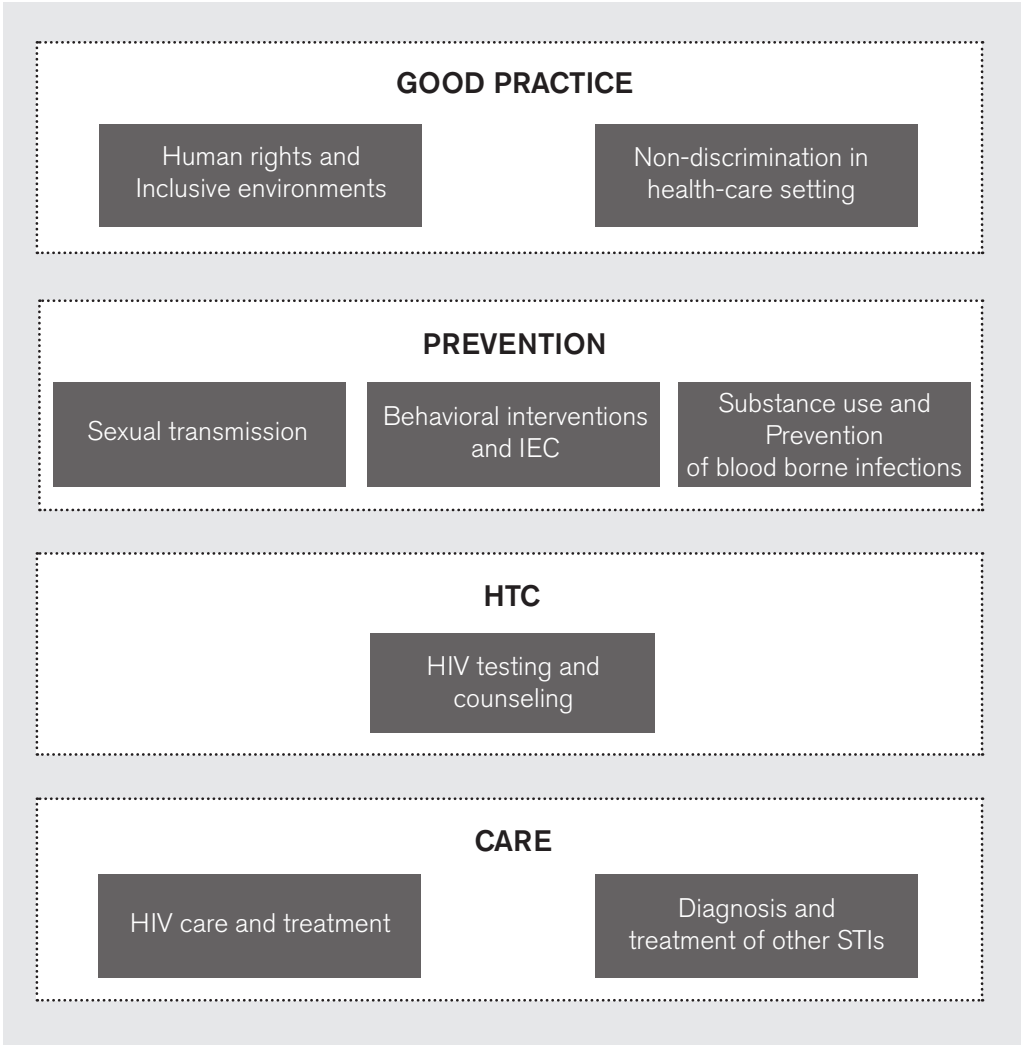 GOOD PRACTICE
Human rights and
Inclusive environments
Non-discrimination in
health-care setting
PREVENTION
Sexual transmission
Behavioral interventions
and IEC
Substance use and
Prevention
of blood borne infections
HTC
HIV testing and
counseling
CARE
HIV care and treatment
Diagnosis and
treatment of other STIs